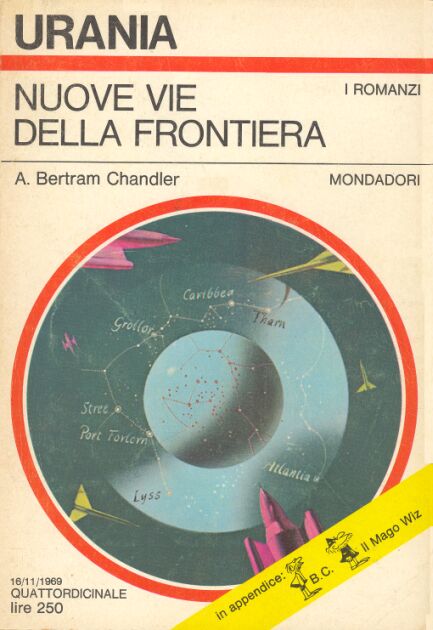 URANIA
NUOVE VIE
DELLA FRONTIERA
I ROMANZI
A. Bertram Chandler
MONDADORI
Caribbea
Tharn
Grollor
Stree
Port Forlorn
Lyss
Atlantia
16/11/1969
QUATTORDICINALE
lire 250
in appendice: B.C. Il Mago Wiz